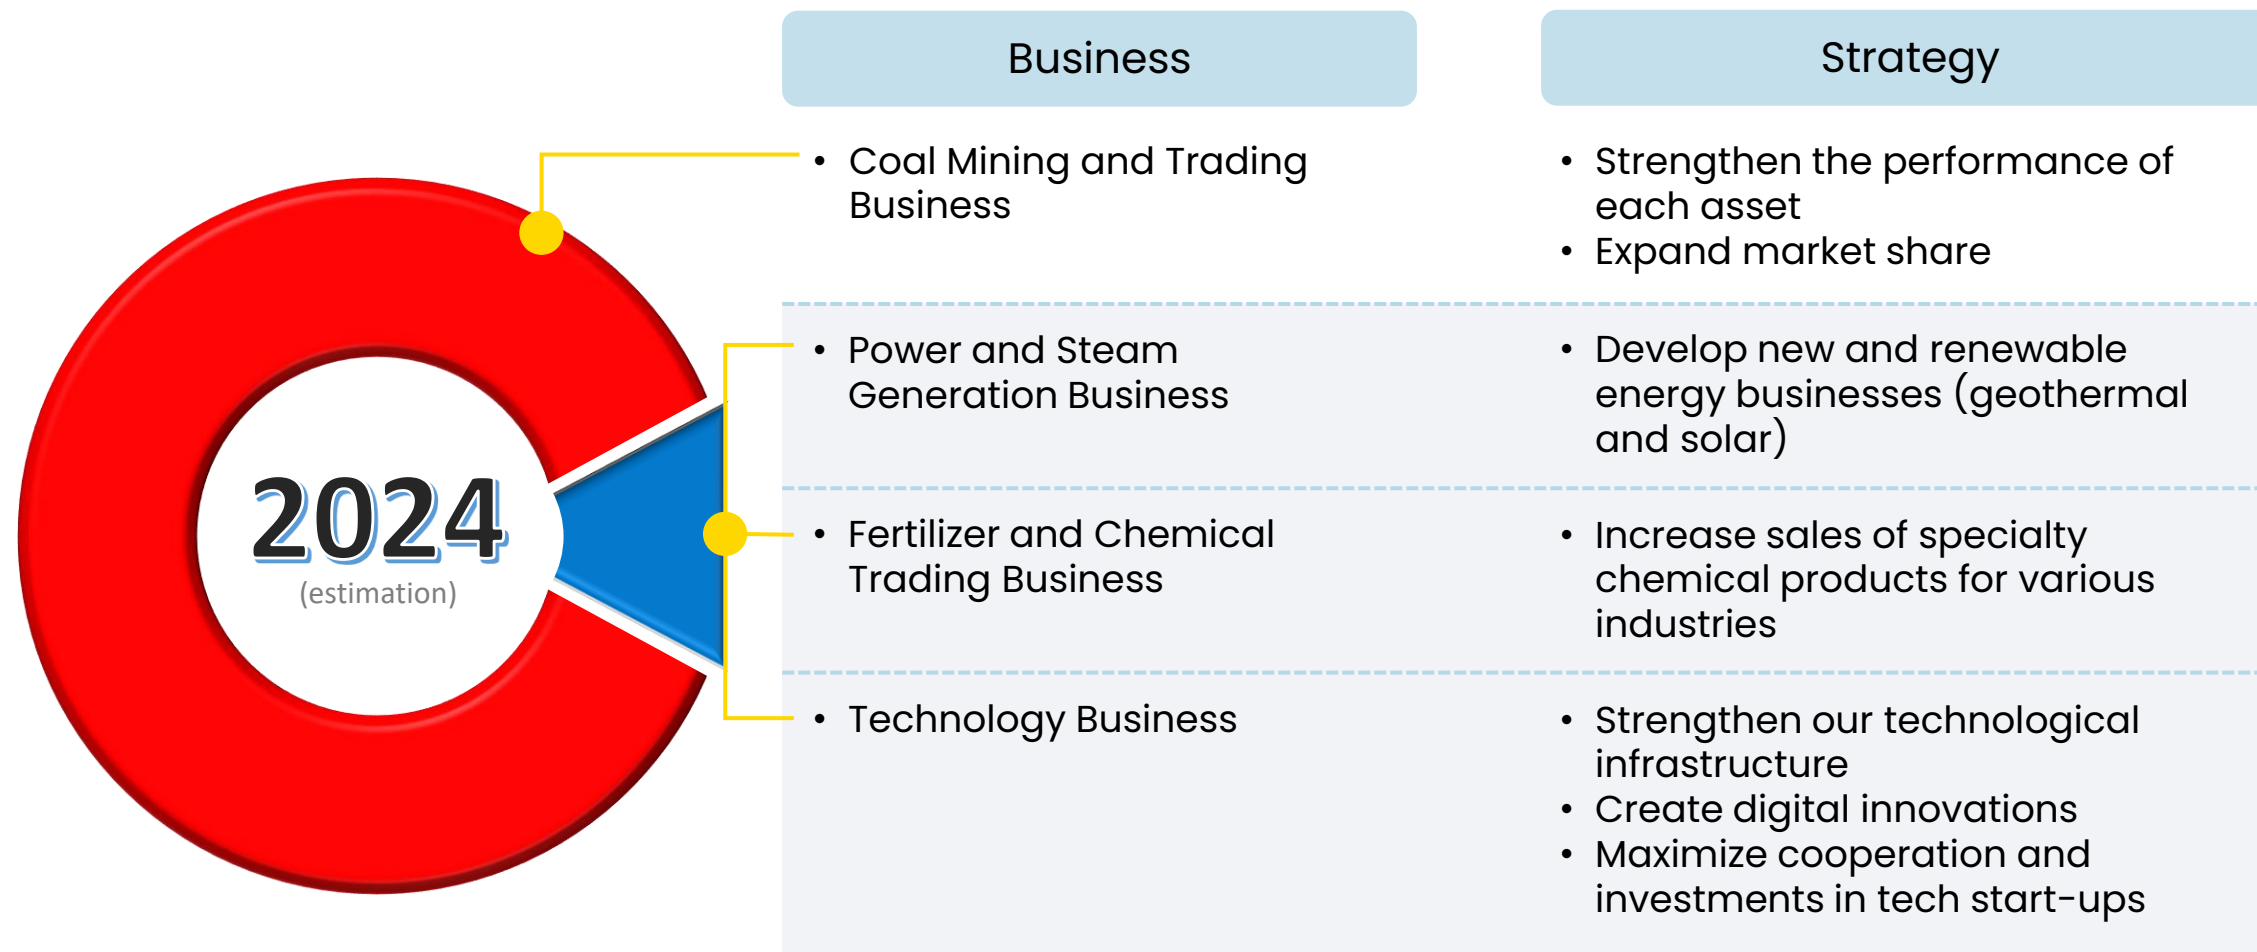 Business
Strategy
• Coal Mining and Trading
Business
• Strengthen the performance of
each asset
• Expand market share
• Power and Steam
Generation Business
• Develop new and renewable
energy businesses (geothermal
and solar)
2024
(estimation)
• Fertilizer and Chemical
Trading Business
• Increase sales of specialty
chemical products for various
industries
• Technology Business
• Strengthen our technological
infrastructure
• Create digital innovations
• Maximize cooperation and
investments in tech start-ups